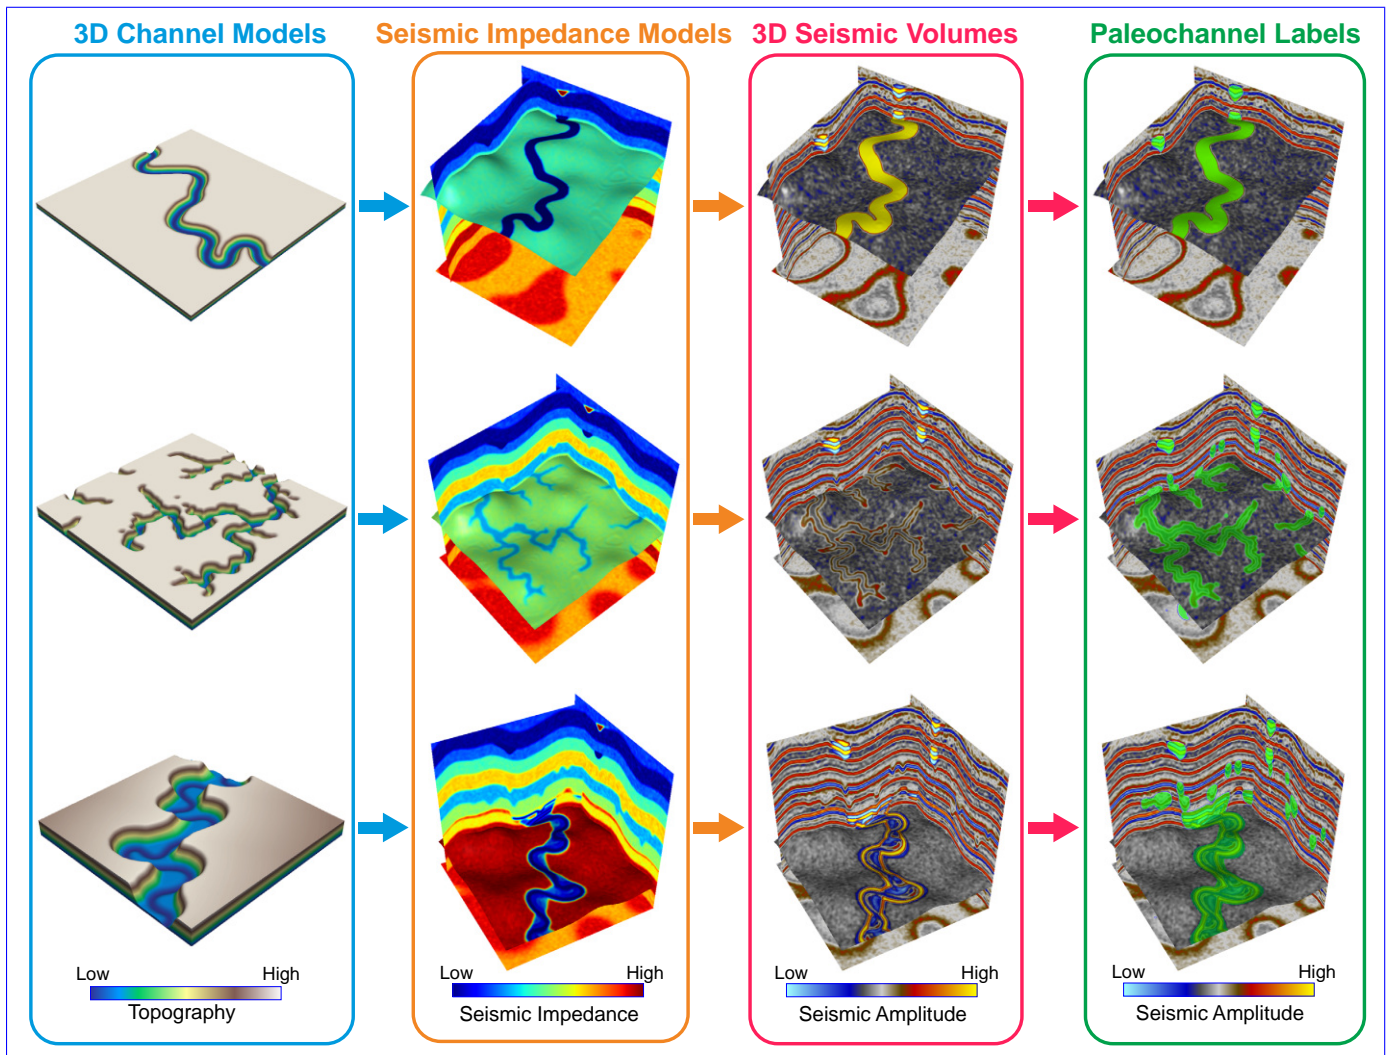 3D Channel Models
Seismic Impedance Models
3D Seismic Volumes
Paleochannel Labels
Low High
Topography
Low High
Seismic Impedance
Low High
Seismic Amplitude
Low High
Seismic Amplitude